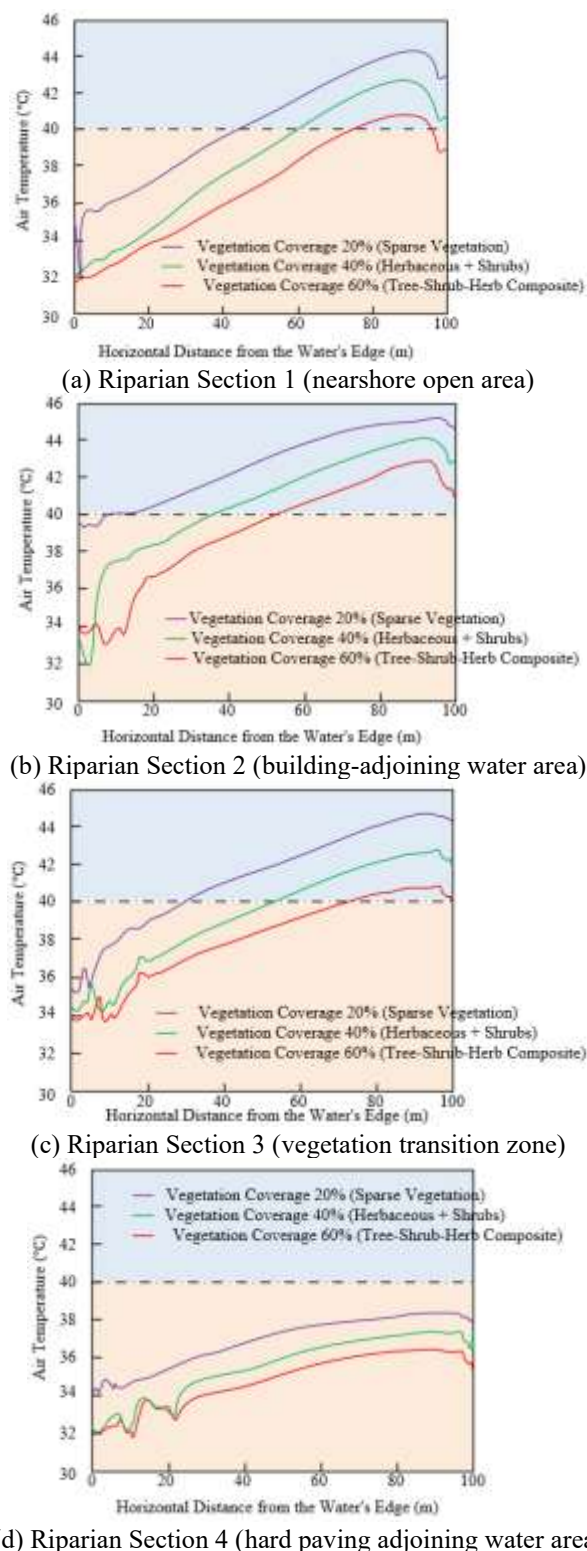 46
44
42
40
38
36
34
32
30
Air Temperature (°C)
Vegetation Coverage 20% (Sparse Vegetation)
Vegetation Coverage 40% (Herbaceous + Shrubs)
Vegetation Coverage 60% (Tree-Shrub-Herb Composite)
0 20 40 60 80 100
Horizontal Distance from the Water's Edge (m)
(a) Riparian Section 1 (nearshore open area)
46
44
42
40
38
36
34
32
30
Air Temperature (°C)
Vegetation Coverage 20% (Sparse Vegetation)
Vegetation Coverage 40% (Herbaceous + Shrubs)
Vegetation Coverage 60% (Tree-Shrub-Herb Composite)
0 20 40 60 80 100
Horizontal Distance from the Water's Edge (m)
(b) Riparian Section 2 (building-adjoining water area)
46
44
42
40
38
36
34
32
30
Air Temperature (°C)
Vegetation Coverage 20% (Sparse Vegetation)
Vegetation Coverage 40% (Herbaceous + Shrubs)
Vegetation Coverage 60% (Tree-Shrub-Herb Composite)
0 20 40 60 80 100
Horizontal Distance from the Water's Edge (m)
(c) Riparian Section 3 (vegetation transition zone)
46
44
42
40
38
36
34
32
30
Air Temperature (°C)
Vegetation Coverage 20% (Sparse Vegetation)
Vegetation Coverage 40% (Herbaceous + Shrubs)
Vegetation Coverage 60% (Tree-Shrub-Herb Composite)
0 20 40 60 80 100
Horizontal Distance from the Water's Edge (m)
d) Riparian Section 4 (hard paving adjoining water area